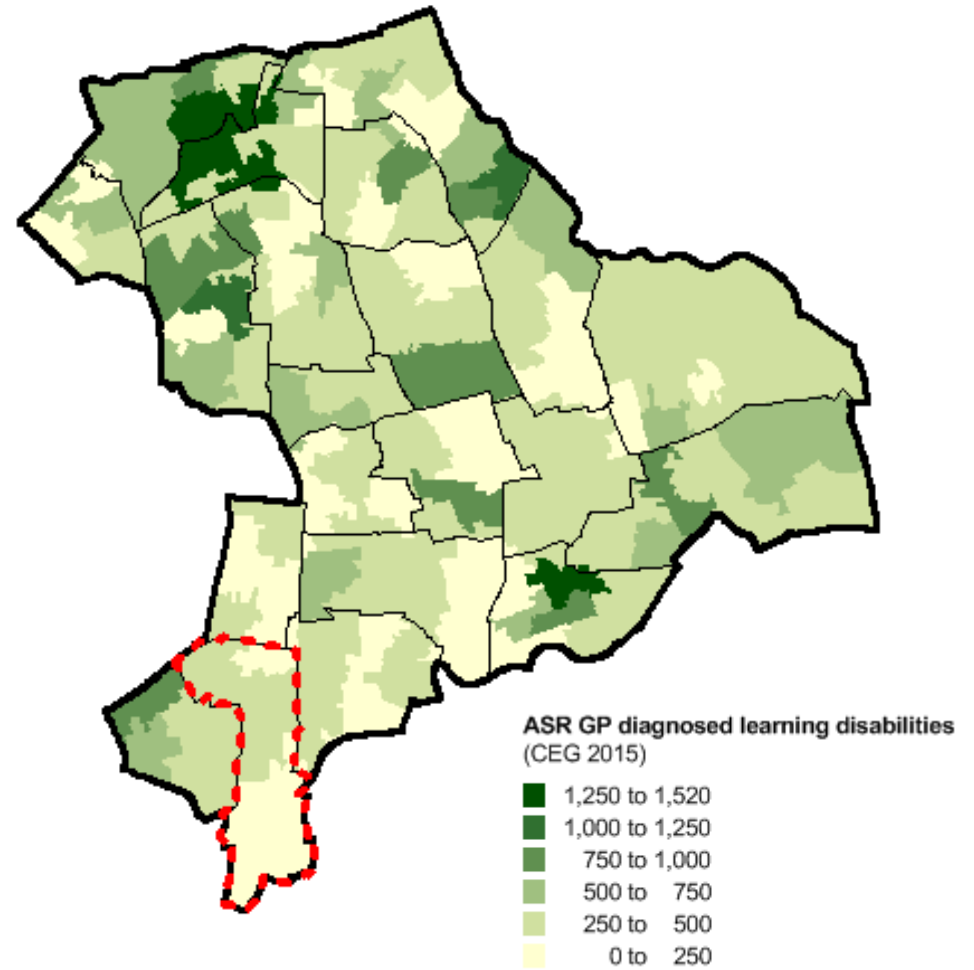 ASR GP diagnosed learning disabilities
(CEG 2015)
1,250 to 1,520
1,000 to 1,250
750 to 1,000
500 to 750
250 to 500
0 to 250